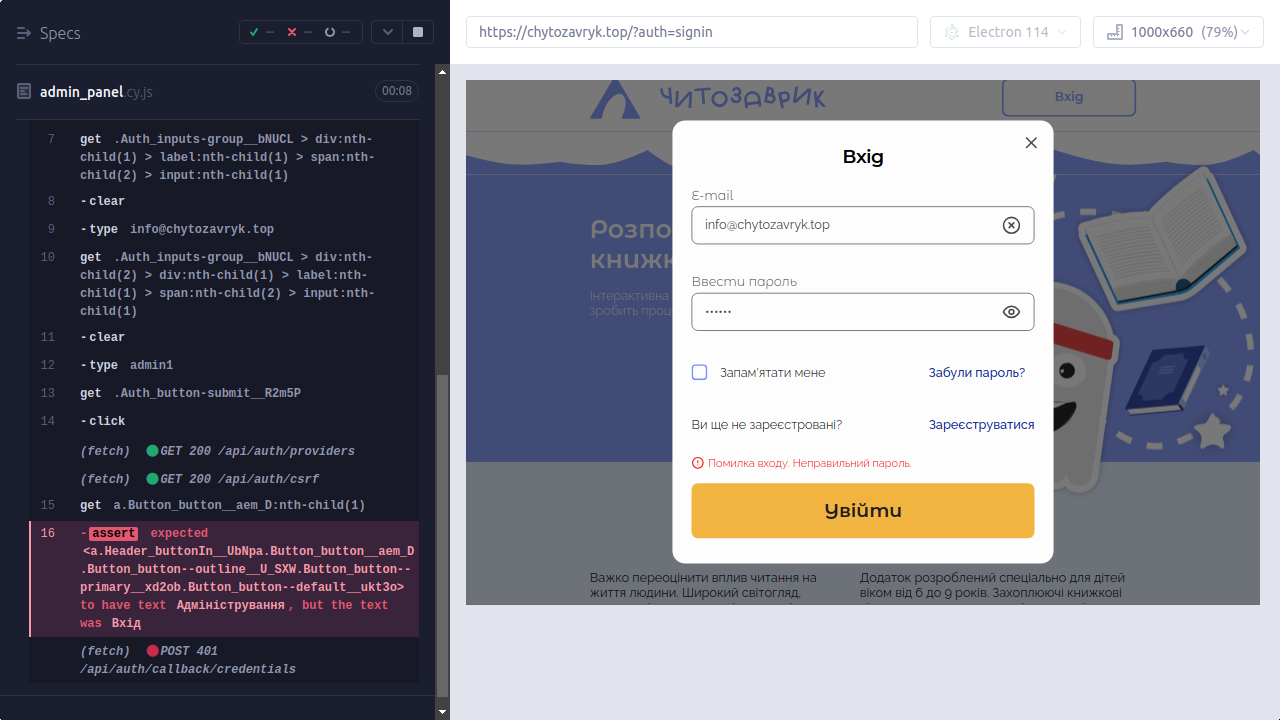 Specs
-- -- --
admin_panel.cy.js
00:08
7 get .Auth_inputs-group__bNUCL > div:nth-
child(1) > label:nth-child(1) > span:nth-
child(2) > input:nth-child(1)
8 -clear
9 -type info@chytozavryk.top
10 get .Auth_inputs-group__bNUCL > div:nth-
child(2) > div:nth-child(1) > label:nth-
child(1) > span:nth-child(2) > input:nth-
child(1)
11 -clear
12 -type admin1
13 get .Auth_button-submit__R2m5P
14 -click
(fetch) GET 200 /api/auth/providers
(fetch) GET 200 /api/auth/csrf
15 get a.Button_button__aem_D:nth-child(1)
16 -assert expected
<a.Header_buttonIn__UbNpa.Button_button__aem_D
.Button_button--outline__U_SXW.Button_button--
primary__xd2ob.Button_button--default__ukt3o>
to have text Адміністрування, but the text
was Вхід
(fetch) POST 401
/api/auth/callback/credentials
https://chytozavryk.top/?auth=signin
Electron 114
1000x660 (79%)
ЧИТОЗАВРИК
Вхід
Розпо
книжк
Інтерактивна
зробить проце
Вхід
E-mail
info@chytozavryk.top
Ввести пароль
••••••
Запам'ятати мене
Забули пароль?
Ви ще не зареєстровані?
Зареєструватися
Помилка входу. Неправильний пароль.
Увійти
Важко переоцінити вплив читання на
життя людини. Широкий світогляд,
Додаток розроблений спеціально для дітей
віком від 6 до 9 років. Захоплюючі книжкові